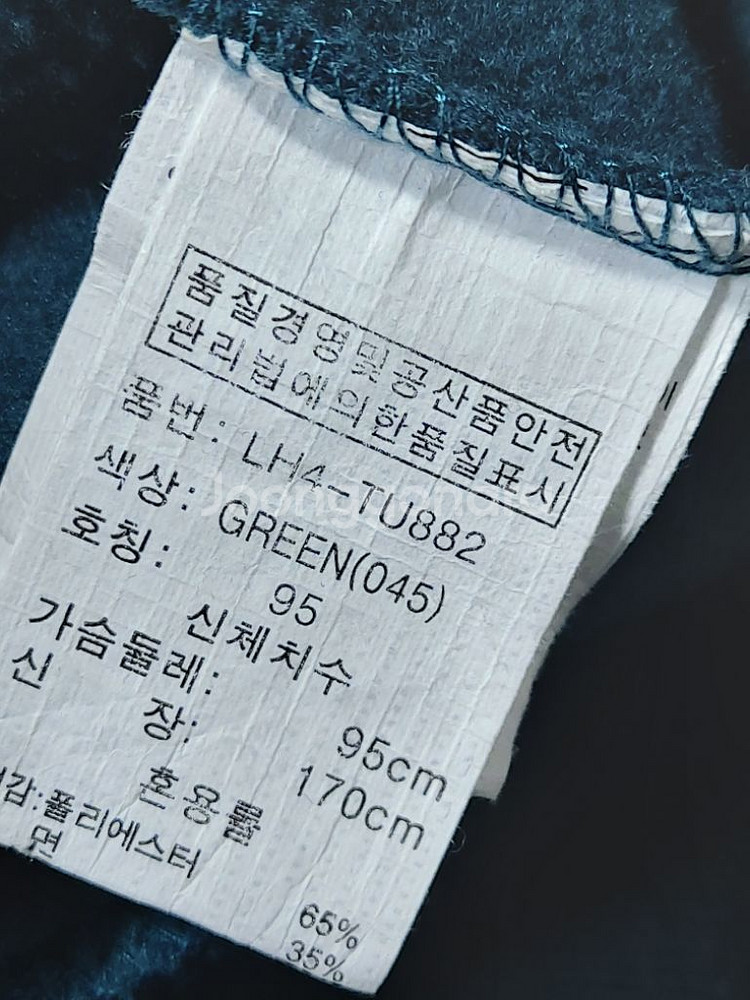 품질경영및공산품안전
관리법에의한품질표시
품번: LH4-TU882
색상: GREEN(045)
호칭: 95
신체치수
가슴둘레: 95cm
신 장: 170cm
혼용률
감:폴리에스터 65%
면 35%